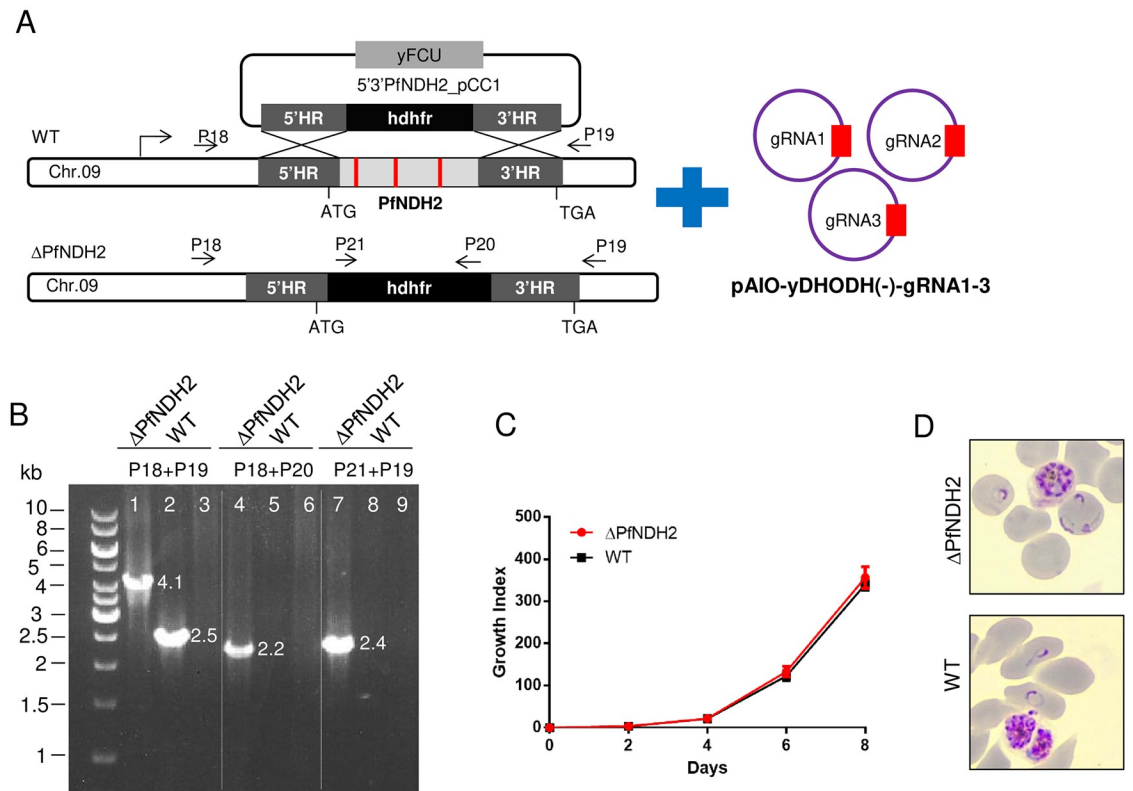 A
yFCU
5'3'PfNDH2_pCC1
5'HR hdhfr 3'HR
WT
P18 P19
Chr.09 5'HR 3'HR
ATG PfNDH2 TGA
gRNA1 gRNA2
gRNA3
pAIO-yDHODH(-)-gRNA1-3
ΔPfNDH2
P18 P21 P20 P19
Chr.09 5'HR hdhfr 3'HR
ATG TGA
B
ΔPfNDH2 WT ΔPfNDH2 WT ΔPfNDH2 WT
kb P18+P19 P18+P20 P21+P19
1 2 3 4 5 6 7 8 9
10
8
6
5
4
3
2.5
2
1.5
1
4.1
2.5
2.2
2.4
C
500
400
300
200
100
0
Growth Index
ΔPfNDH2
WT
0 2 4 6 8
Days
D
ΔPfNDH2
WT